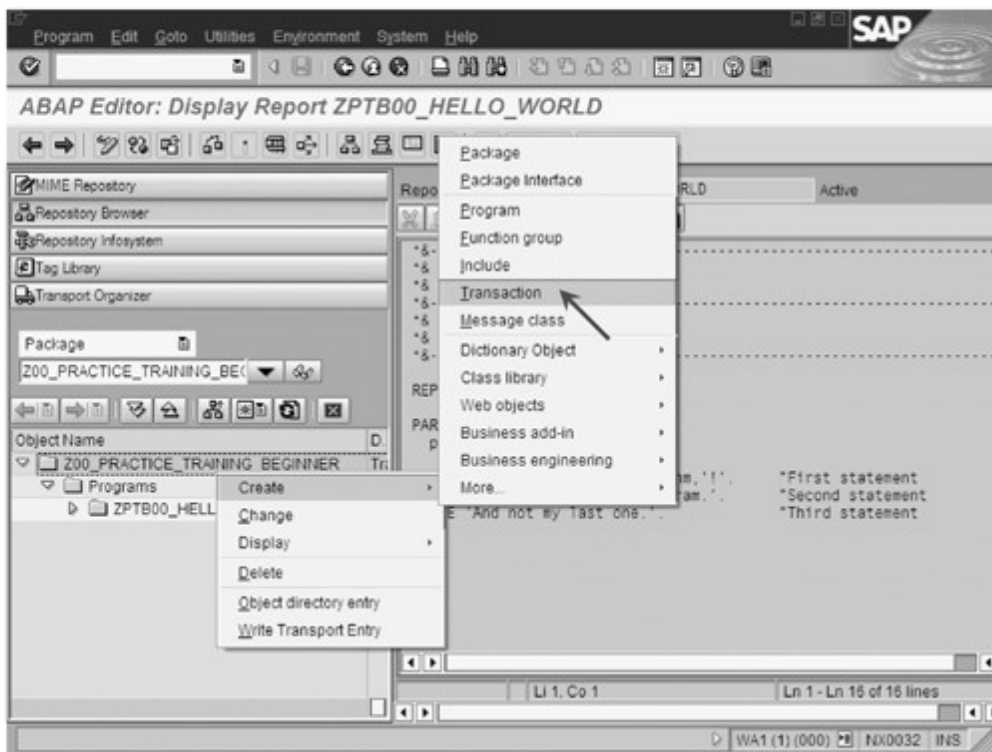 Program Edit Goto Utilities Environment System Help
SAP
ABAP Editor: Display Report ZPTB00_HELLO_WORLD
MIME Repository
Repository Browser
Repository Infosystem
Tag Library
Transport Organizer
Package
Z00_PRACTICE_TRAINING_BE
Object Name D.
Z00_PRACTICE_TRAINING_BEGINNER Tr
Programs
ZPTB00_HELL
Create
Change
Display
Delete
Object directory entry
Write Transport Entry
Package
Package Interface
Program
Function group
Include
Transaction
Message class
Dictionary Object
Class library
Web objects
Business add-in
Business engineering
More...
Repo RLD Active
*&-
*&
*&
*&-
*&
*&
*&-
REP
PAR
p
m,'!'. "First statement
ram.'. "Second statement
E 'And not my last one.'. "Third statement
Li 1, Co 1 Ln 1 - Ln 16 of 16 lines
WA1 (1) (000) NX0032 INS